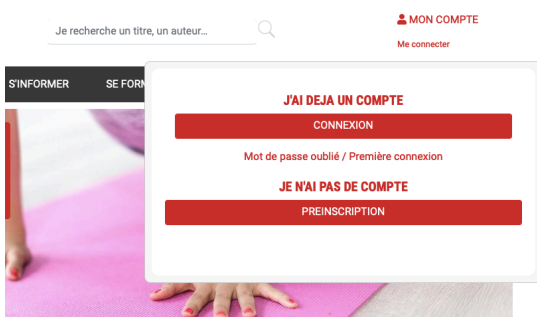 Je recherche un titre, un auteur...
MON COMPTE
Me connecter
S'INFORMER
SE FORM
J'AI DEJA UN COMPTE
CONNEXION
Mot de passe oublié / Première connexion
JE N'AI PAS DE COMPTE
PREINSCRIPTION